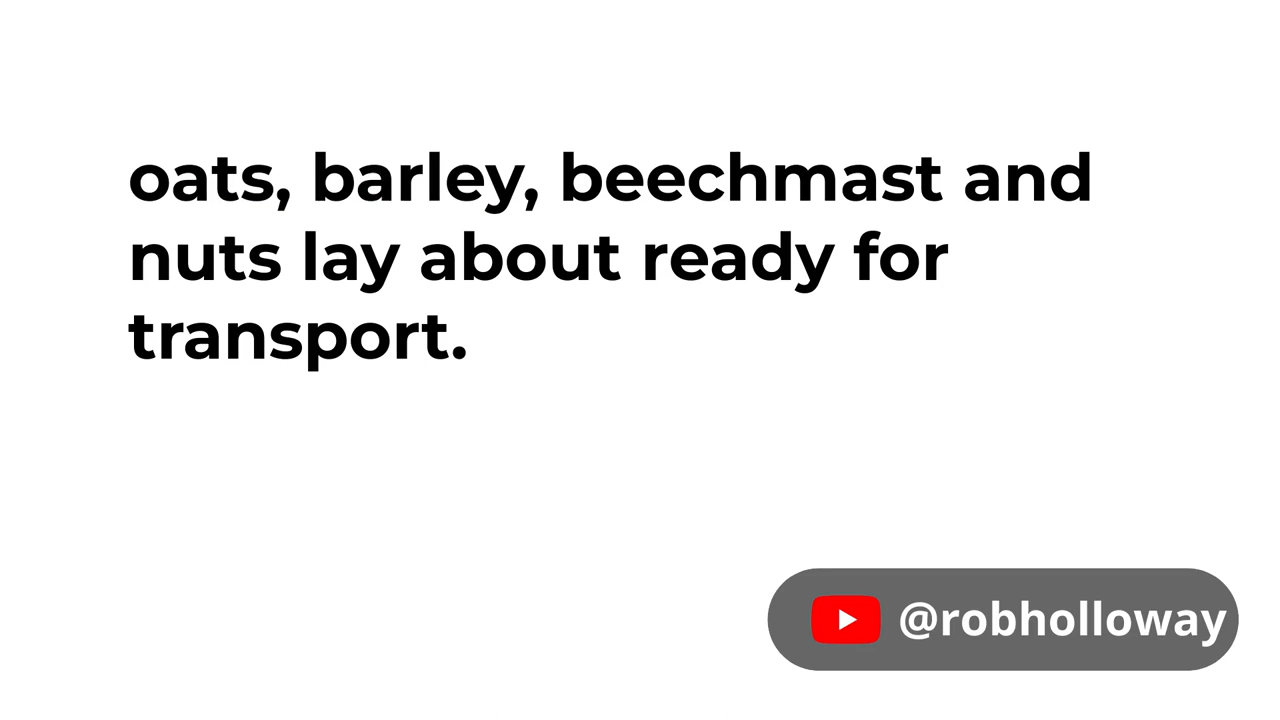 oats, barley, beechmast and
nuts lay about ready for
transport.
@robholloway